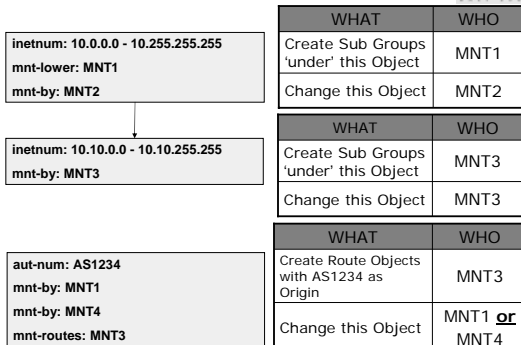 WHAT WHO
inetnum: 10.0.0.0 - 10.255.255.255
mnt-lower: MNT1
mnt-by: MNT2
Create Sub Groups
'under' this Object
MNT1
Change this Object MNT2
inetnum: 10.10.0.0 - 10.10.255.255
mnt-by: MNT3
WHAT WHO
Create Sub Groups
'under' this Object
MNT3
Change this Object MNT3
aut-num: AS1234
mnt-by: MNT1
mnt-by: MNT4
mnt-routes: MNT3
WHAT WHO
Create Route Objects
with AS1234 as
Origin
MNT3
Change this Object
MNT1 or
MNT4